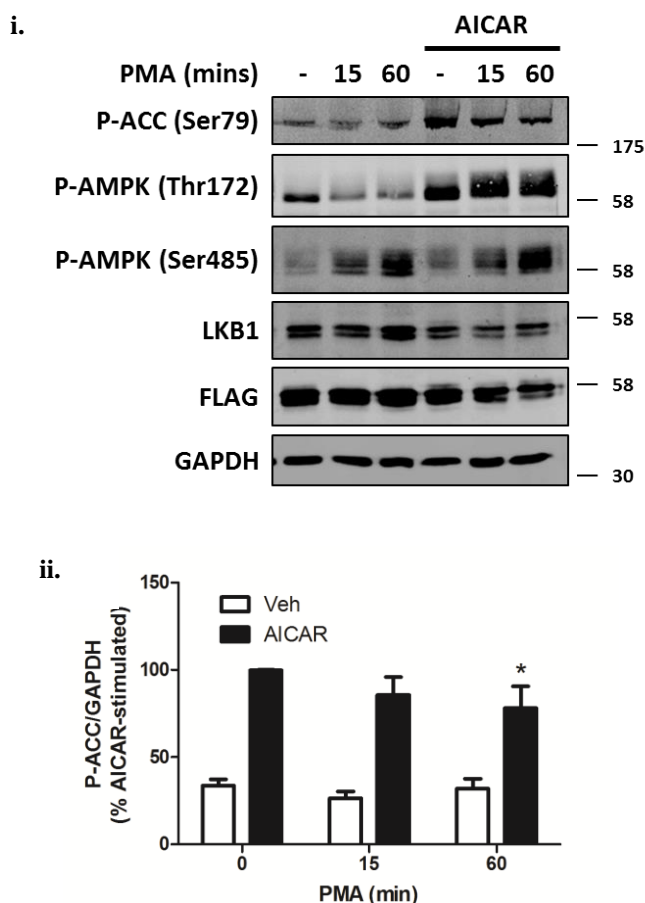 i.
AICAR
PMA (mins) - 15 60 - 15 60
P-ACC (Ser79)
175
P-AMPK (Thr172)
58
P-AMPK (Ser485)
58
LKB1
58
FLAG
58
GAPDH
30
ii.
150
Veh
AICAR
100
*
50
0
P-ACC/GAPDH
(% AICAR-stimulated)
0 15 60
PMA (min)